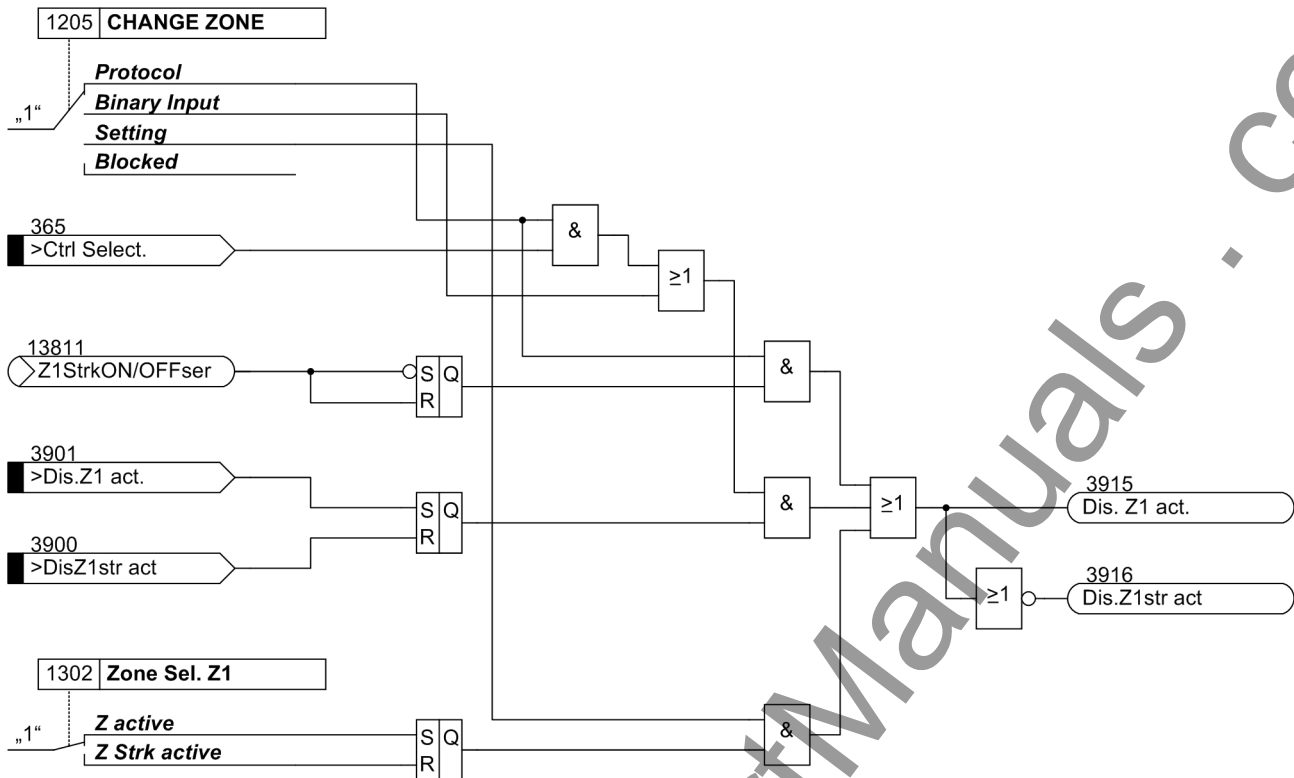 1205 CHANGE ZONE
Protocol
„1“ Binary Input
Setting
Blocked
365
>Ctrl Select.
&
≥1
13811
Z1StrkON/OFFser
S Q
R
&
3901
>Dis.Z1 act.
S Q
R
&
≥1
3915
Dis. Z1 act.
3900
>DisZ1str act
≥1
3916
Dis.Z1str act
1302 Zone Sel. Z1
„1“ Z active
Z Strk active
S Q
R
&
tManuals . co